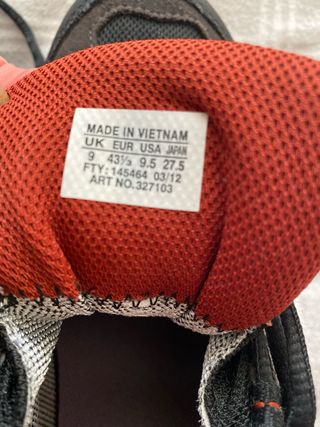 MADE IN VIETNAM
UK EUR USA JAPAN
9 43⅓ 9.5 27.5
FTY: 145464 03/12
ART NO.327103